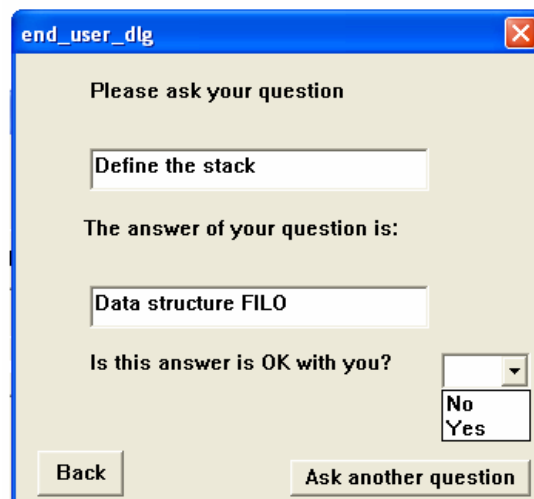 end_user_dlg
Please ask your question
Define the stack
The answer of your question is:
Data structure FILO
Is this answer is OK with you?
No
Yes
Back
Ask another question